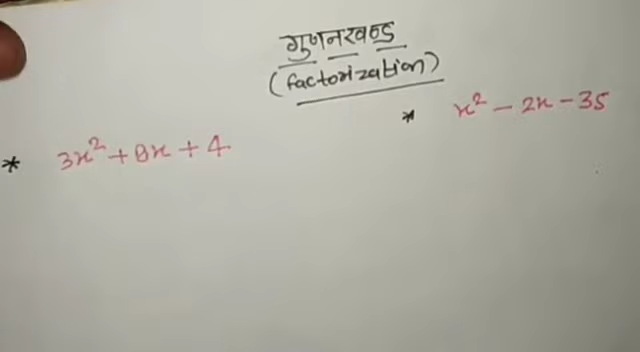 गुणनखण्ड
(factorization)
* 3x² + 8x + 4
* x² - 2x - 35